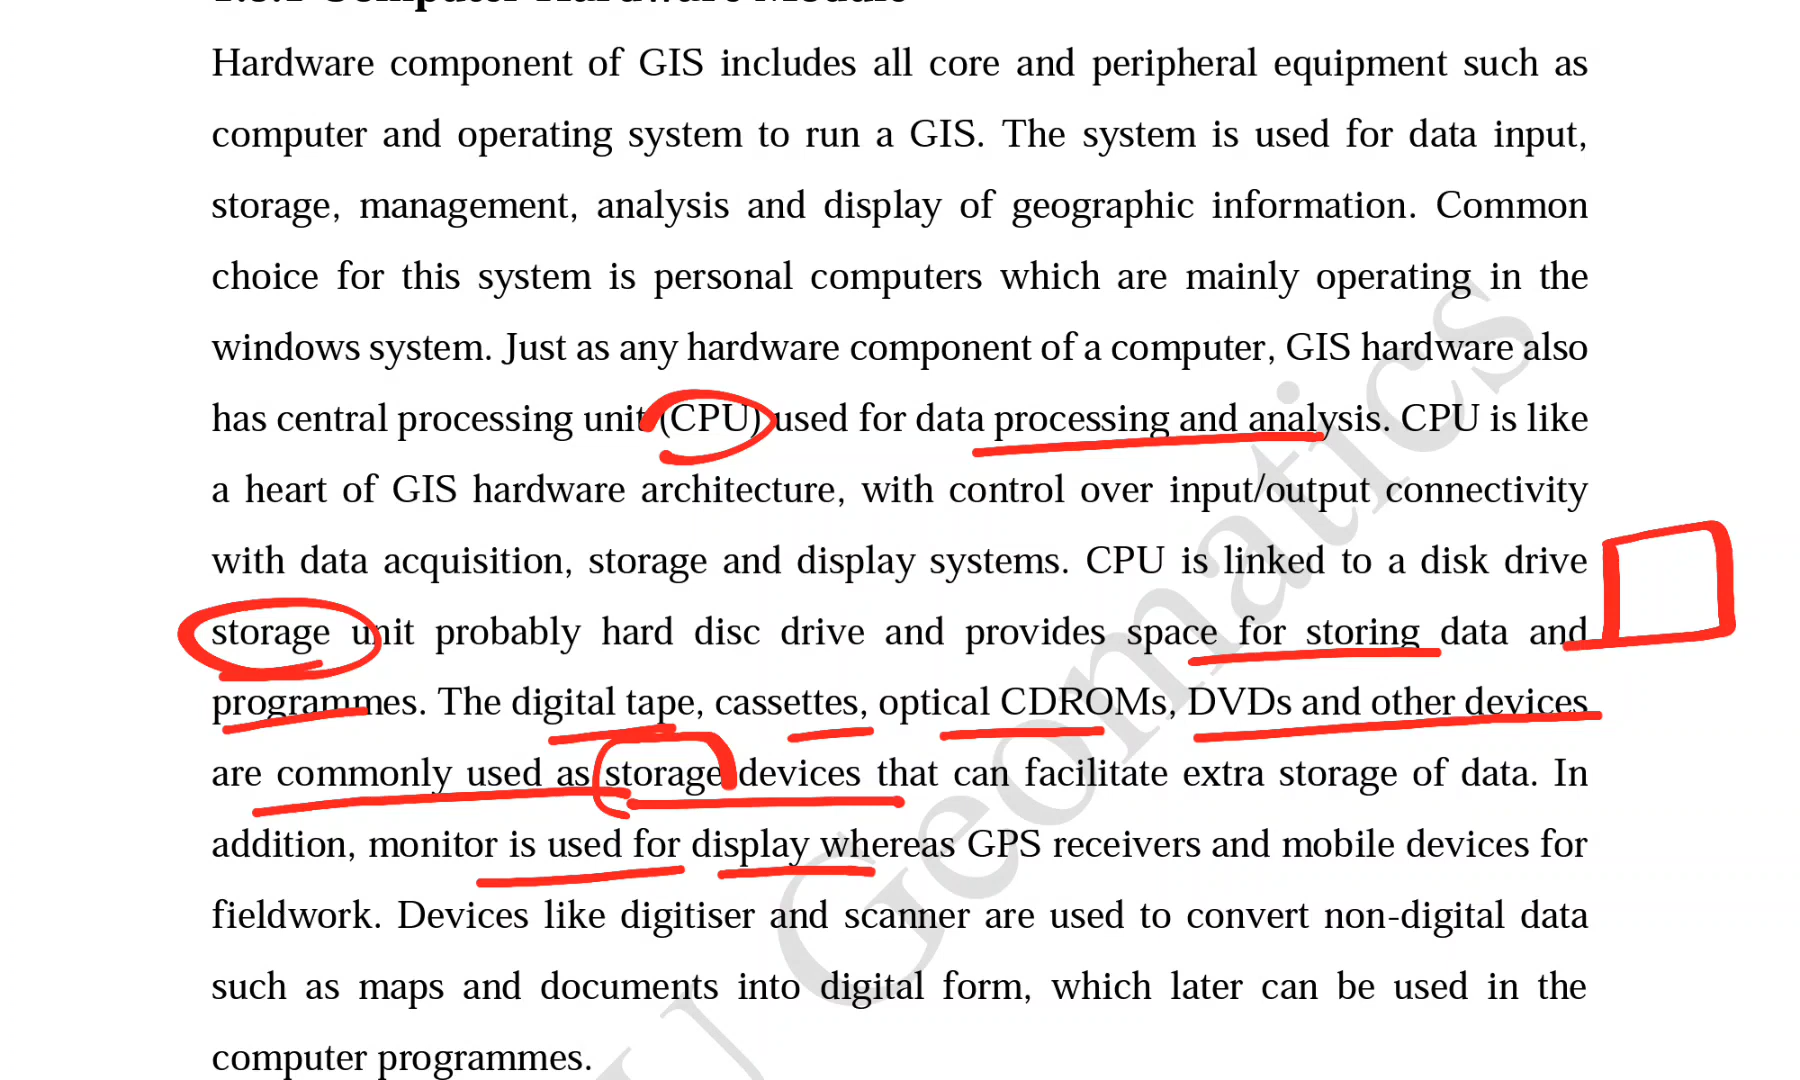 1.3.1 Computer Hardware Module
Hardware component of GIS includes all core and peripheral equipment such as
computer and operating system to run a GIS. The system is used for data input,
storage, management, analysis and display of geographic information. Common
choice for this system is personal computers which are mainly operating in the
windows system. Just as any hardware component of a computer, GIS hardware also
has central processing unit (CPU) used for data processing and analysis. CPU is like
a heart of GIS hardware architecture, with control over input/output connectivity
with data acquisition, storage and display systems. CPU is linked to a disk drive
storage unit probably hard disc drive and provides space for storing data and
programmes. The digital tape, cassettes, optical CDROMs, DVDs and other devices
are commonly used as storage devices that can facilitate extra storage of data. In
addition, monitor is used for display whereas GPS receivers and mobile devices for
fieldwork. Devices like digitiser and scanner are used to convert non-digital data
such as maps and documents into digital form, which later can be used in the
computer programmes.
U Geomatics